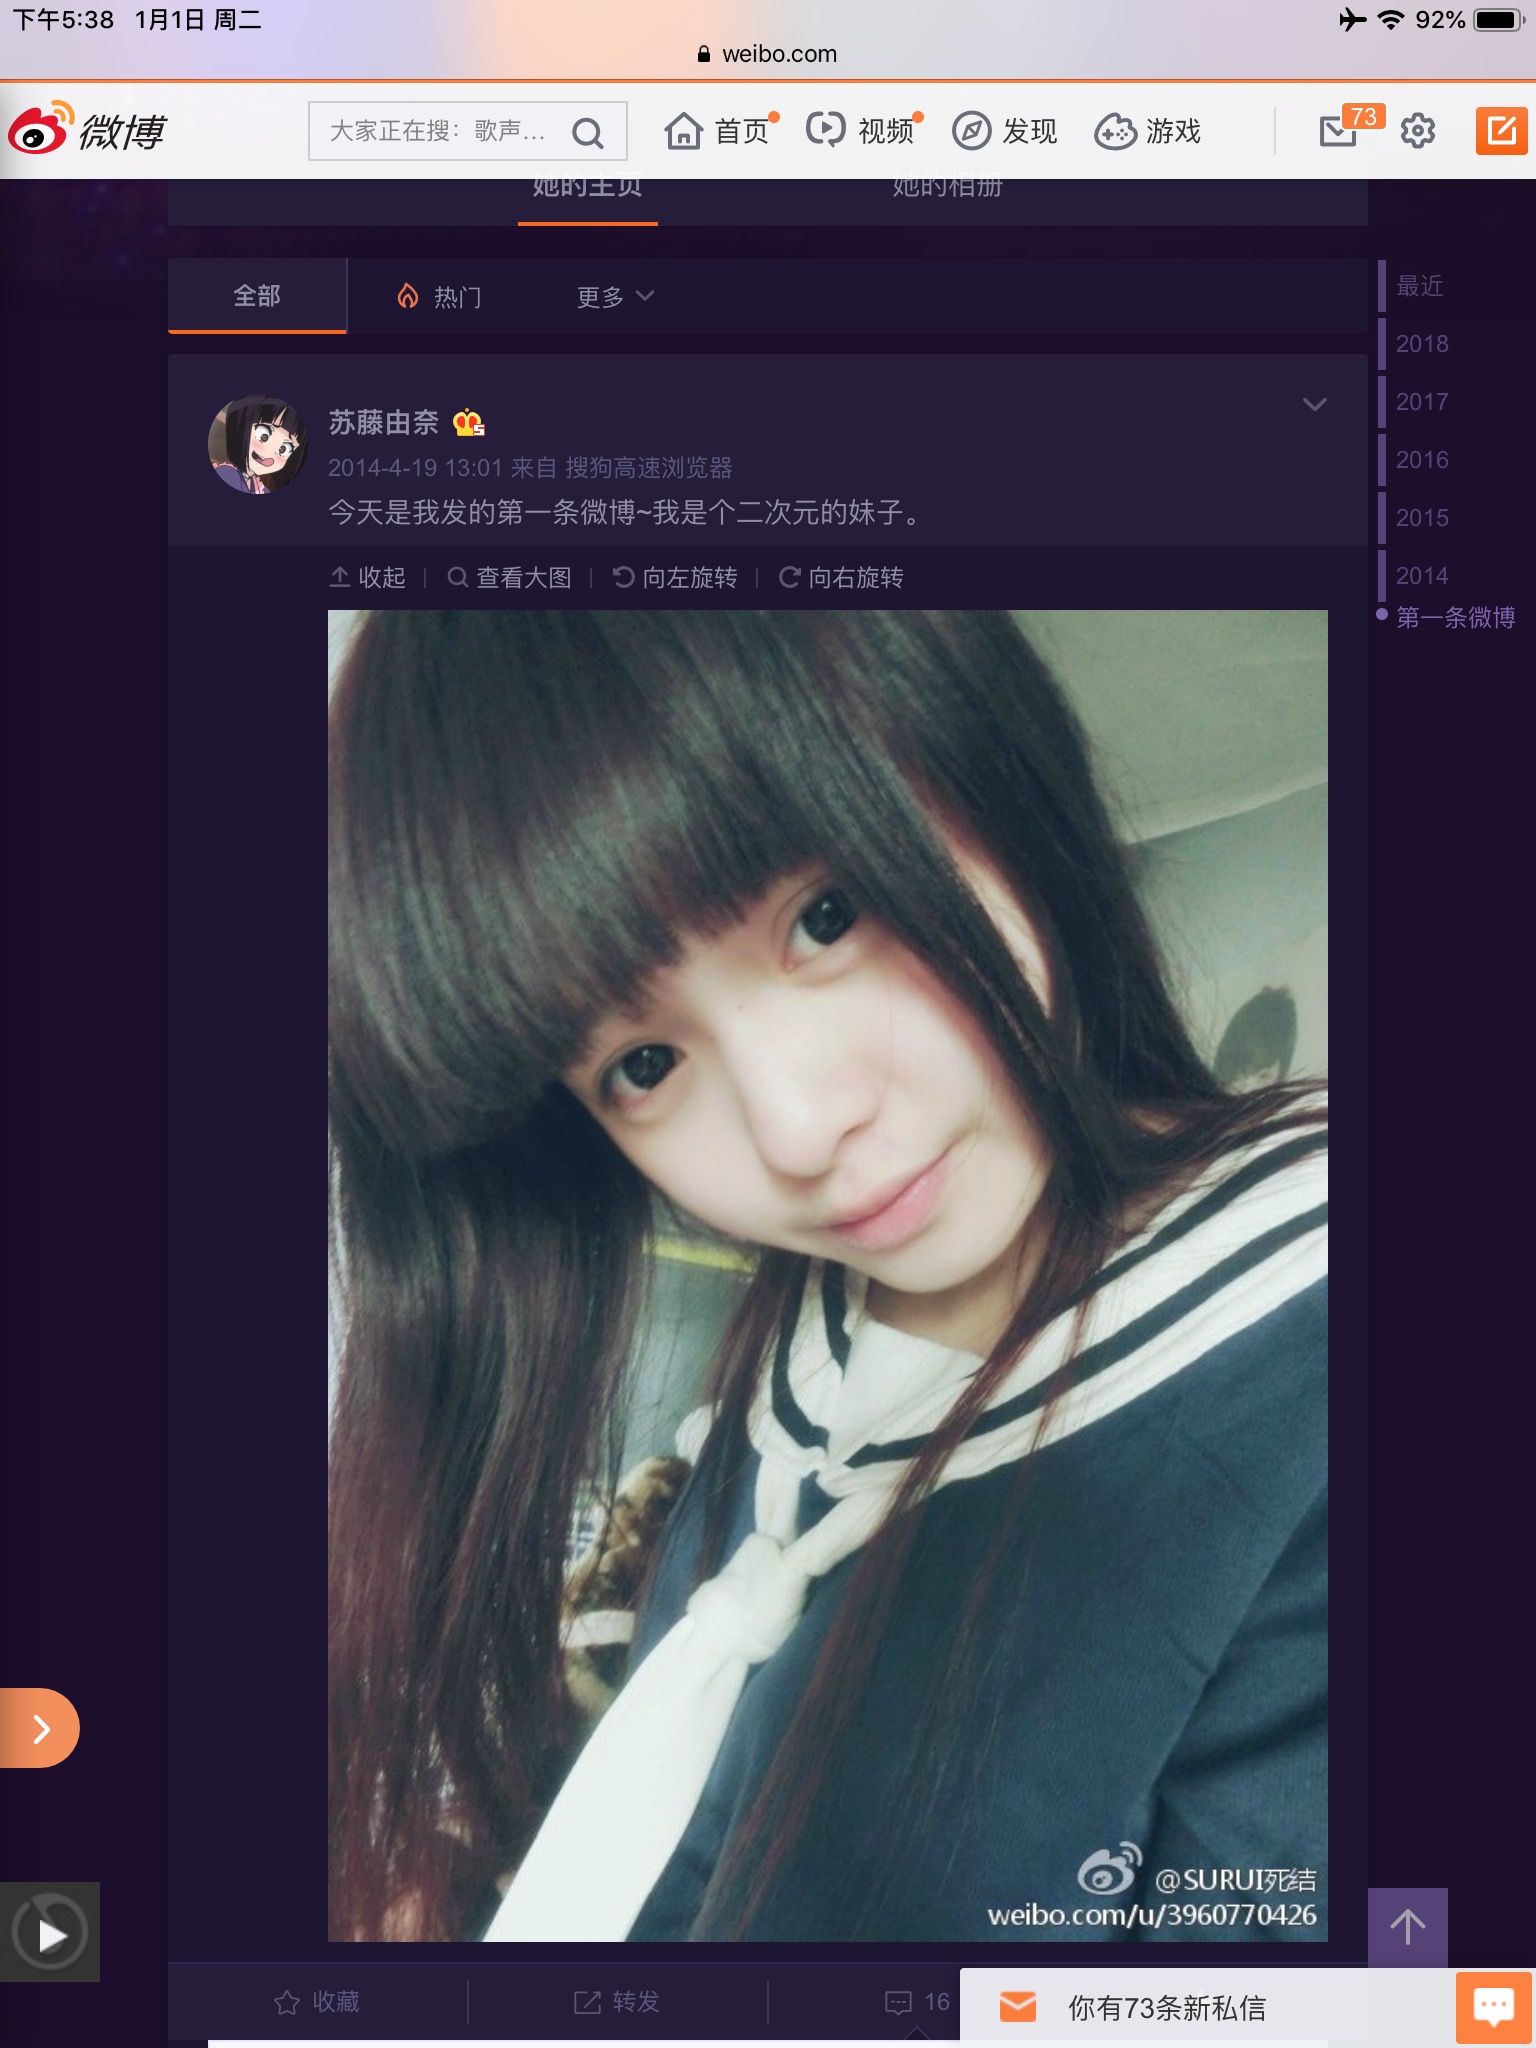 下午5:38 1月1日 周二
92%
weibo.com
微博
大家正在搜：歌声...
首页
视频
发现
游戏
73
她的主页
她的相册
全部
热门
更多
最近
2018
2017
2016
2015
2014
第一条微博
苏藤由奈
5
2014-4-19 13:01 来自 搜狗高速浏览器
今天是我发的第一条微博~我是个二次元的妹子。
收起
查看大图
向左旋转
向右旋转
@SURUI死结
weibo.com/u/3960770426
收藏
转发
16
你有73条新私信